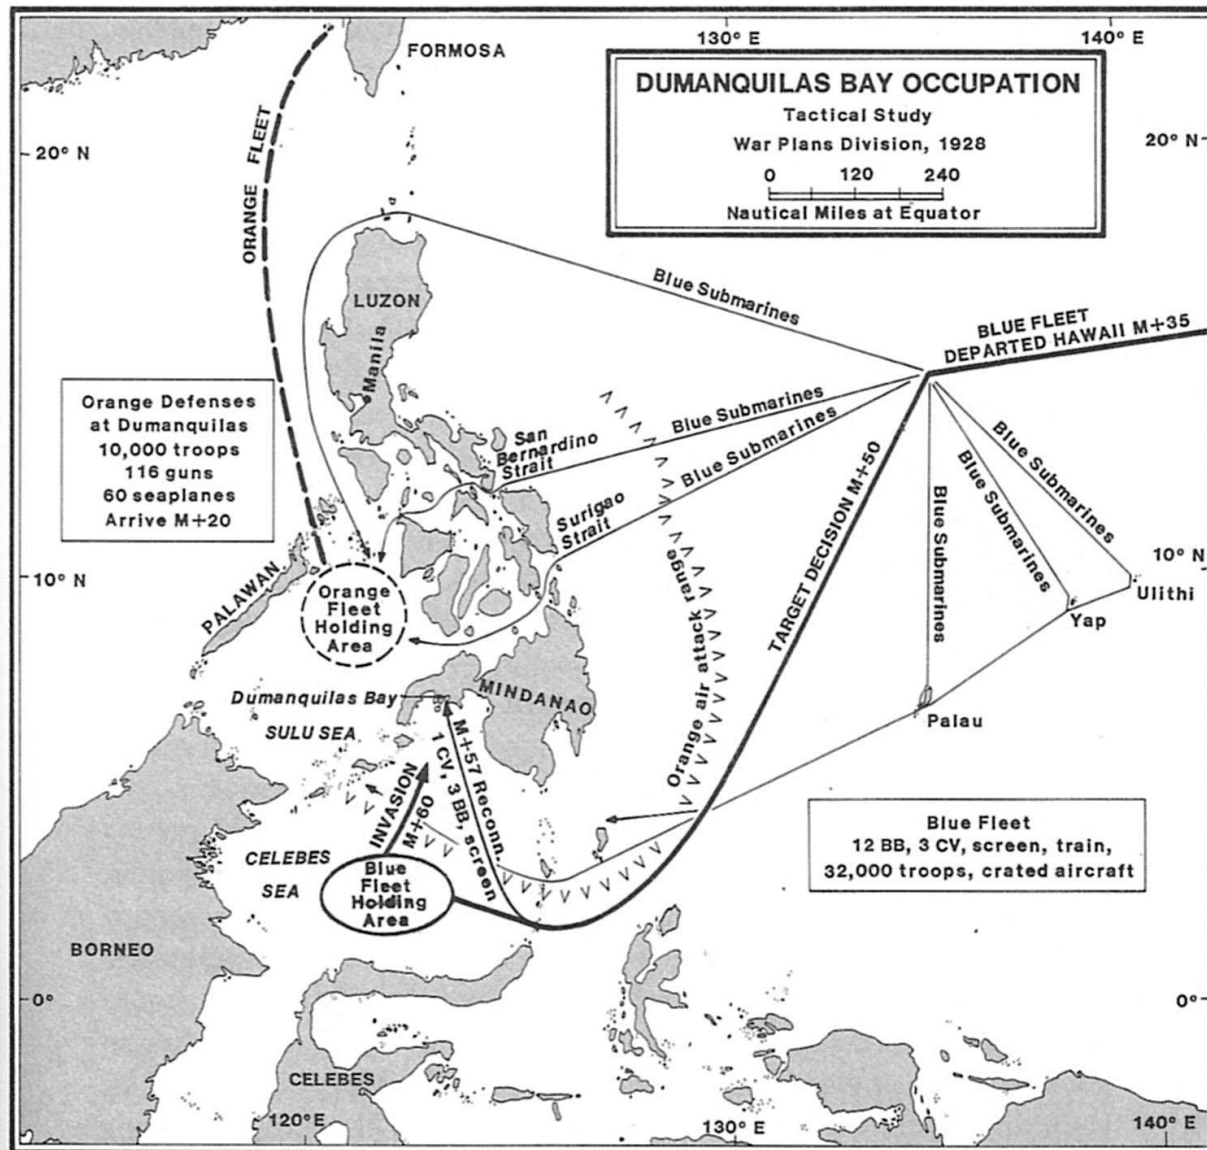 130° E
140° E
FORMOSA
DUMANQUILAS BAY OCCUPATION
Tactical Study
War Plans Division, 1928
0 120 240
Nautical Miles at Equator
20° N
20° N
ORANGE FLEET
LUZON
Manila
Blue Submarines
BLUE FLEET
DEPARTED HAWAII M+35
Orange Defenses
at Dumanquilas
10,000 troops
116 guns
60 seaplanes
Arrive M+20
San
Bernardino
Strait
Blue Submarines
Blue Submarines
Surigao
Strait
Blue Submarines
Blue Submarines
Blue Submarines
TARGET DECISION M+50
Orange air attack range
10° N
10° N
PALAWAN
Orange
Fleet
Holding
Area
Ulithi
Yap
Palau
Dumanquilas Bay
MINDANAO
SULU SEA
M+57 Reconn.
1 CV, 3 BB, screen
INVASION
M+60
CELEBES
SEA
Blue
Fleet
Holding
Area
Blue Fleet
12 BB, 3 CV, screen, train,
32,000 troops, crated aircraft
BORNEO
0°
0°
CELEBES
120° E
130° E
140° E